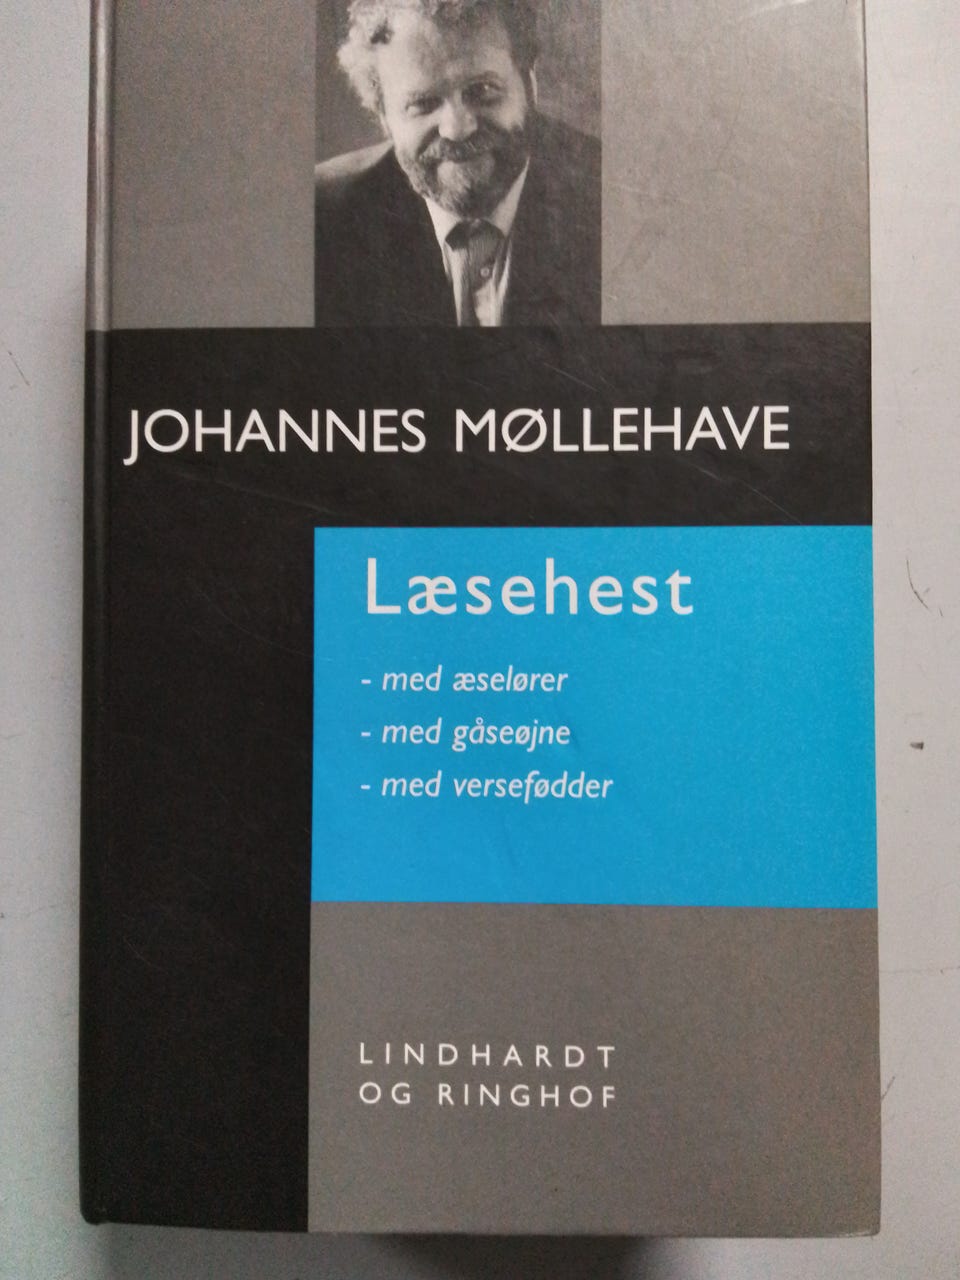 JOHANNES MØLLEHAVE
Læsehest
- med æselører
- med gåseøjne
- med versefødder
LINDHARDT
OG RINGHOF